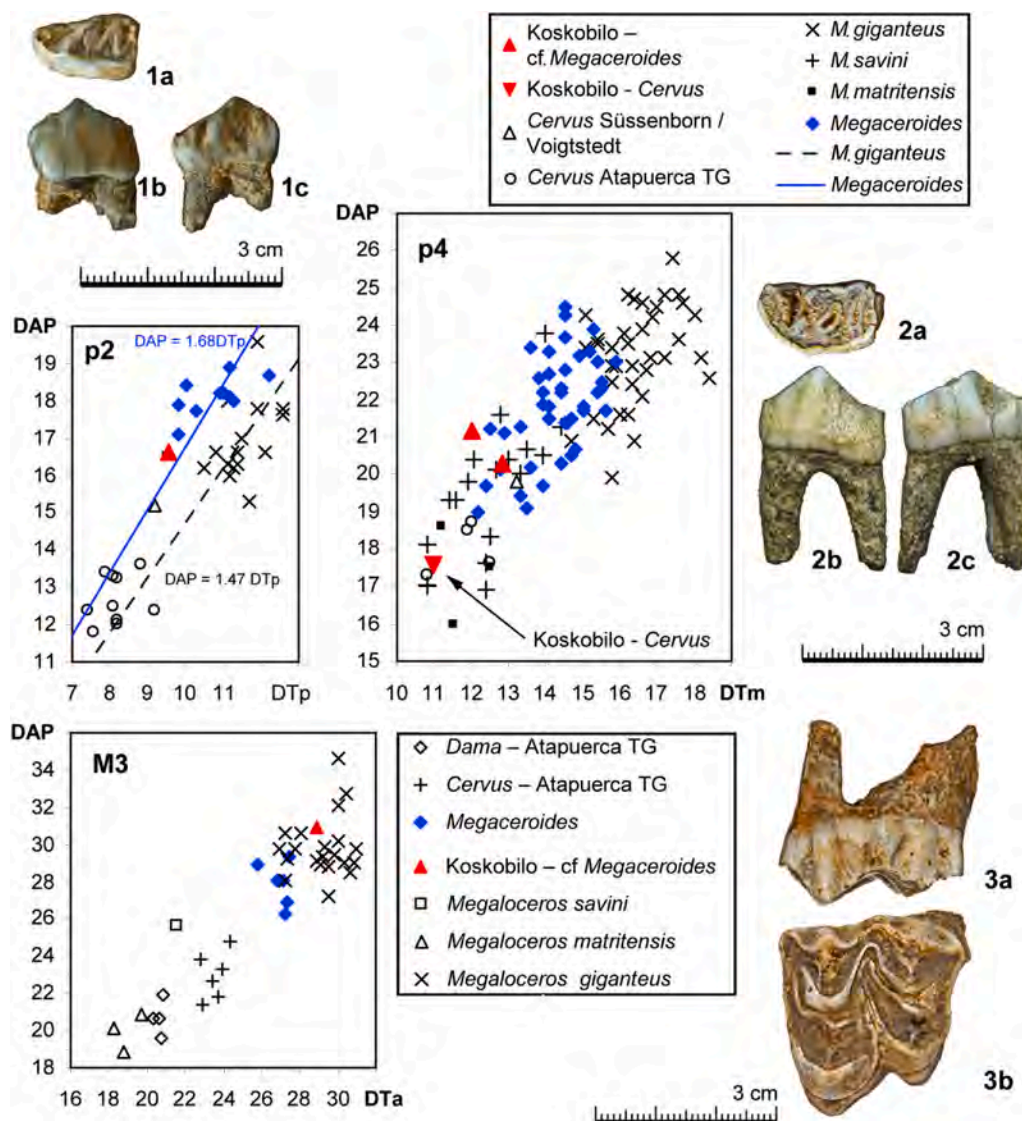 1a
1b
1c
3 cm
Koskobilo –
cf. Megaceroides
Koskobilo - Cervus
Cervus Süssenborn /
Voigtstedt
Cervus Atapuerca TG
M. giganteus
M. savini
M. matritensis
Megaceroides
M. giganteus
Megaceroides
DAP
p2
DAP = 1.68DTp
DAP = 1.47 DTp
19
18
17
16
15
14
13
12
11
7 8 9 10 11 DTp
DAP
p4
26
25
24
23
22
21
20
19
18
17
16
15
Koskobilo - Cervus
10 11 12 13 14 15 16 17 18 DTm
2a
2b
2c
3 cm
DAP
M3
34
32
30
28
26
24
22
20
18
16 18 20 22 24 26 28 30 DTa
Dama – Atapuerca TG
Cervus – Atapuerca TG
Megaceroides
Koskobilo – cf Megaceroides
Megaloceros savini
Megaloceros matritensis
Megaloceros giganteus
3a
3b
3 cm